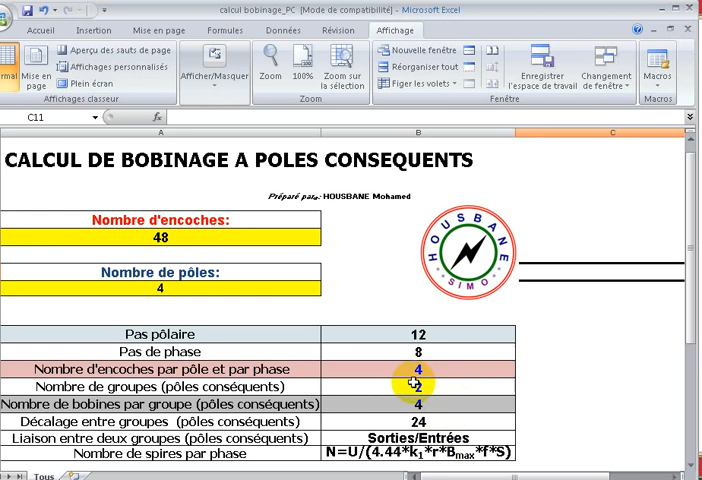 calcul bobinage_PC [Mode de compatibilité] - Microsoft Excel
Accueil Insertion Mise en page Formules Données Révision Affichage
Mise en page
Aperçu des sauts de page
Affichages personnalisés
Plein écran
Affichages classeur
Afficher/Masquer
Zoom
100%
Zoom sur la sélection
Zoom
Nouvelle fenêtre
Réorganiser tout
Figer les volets
Enregistrer l'espace de travail
Changement de fenêtre
Fenêtre
Macros
Macros
C11 fx
A B C
CALCUL DE BOBINAGE A POLES CONSEQUENTS
HOUSBANE Mohamed
Nombre d'encoches:
48
HOUSBANE
SIMO
Nombre de pôles:
4
Pas pôlaire 12
Pas de phase 8
Nombre d'encoches par pôle et par phase 4
Nombre de groupes (pôles conséquents) 2
Nombre de bobines par groupe (pôles conséquents) 4
Décalage entre groupes (pôles conséquents) 24
Liaison entre deux groupes (pôles conséquents) Sorties/Entrées
Nombre de spires par phase N=U/(4.44*k1*r*Bmax*f*S)
Tous